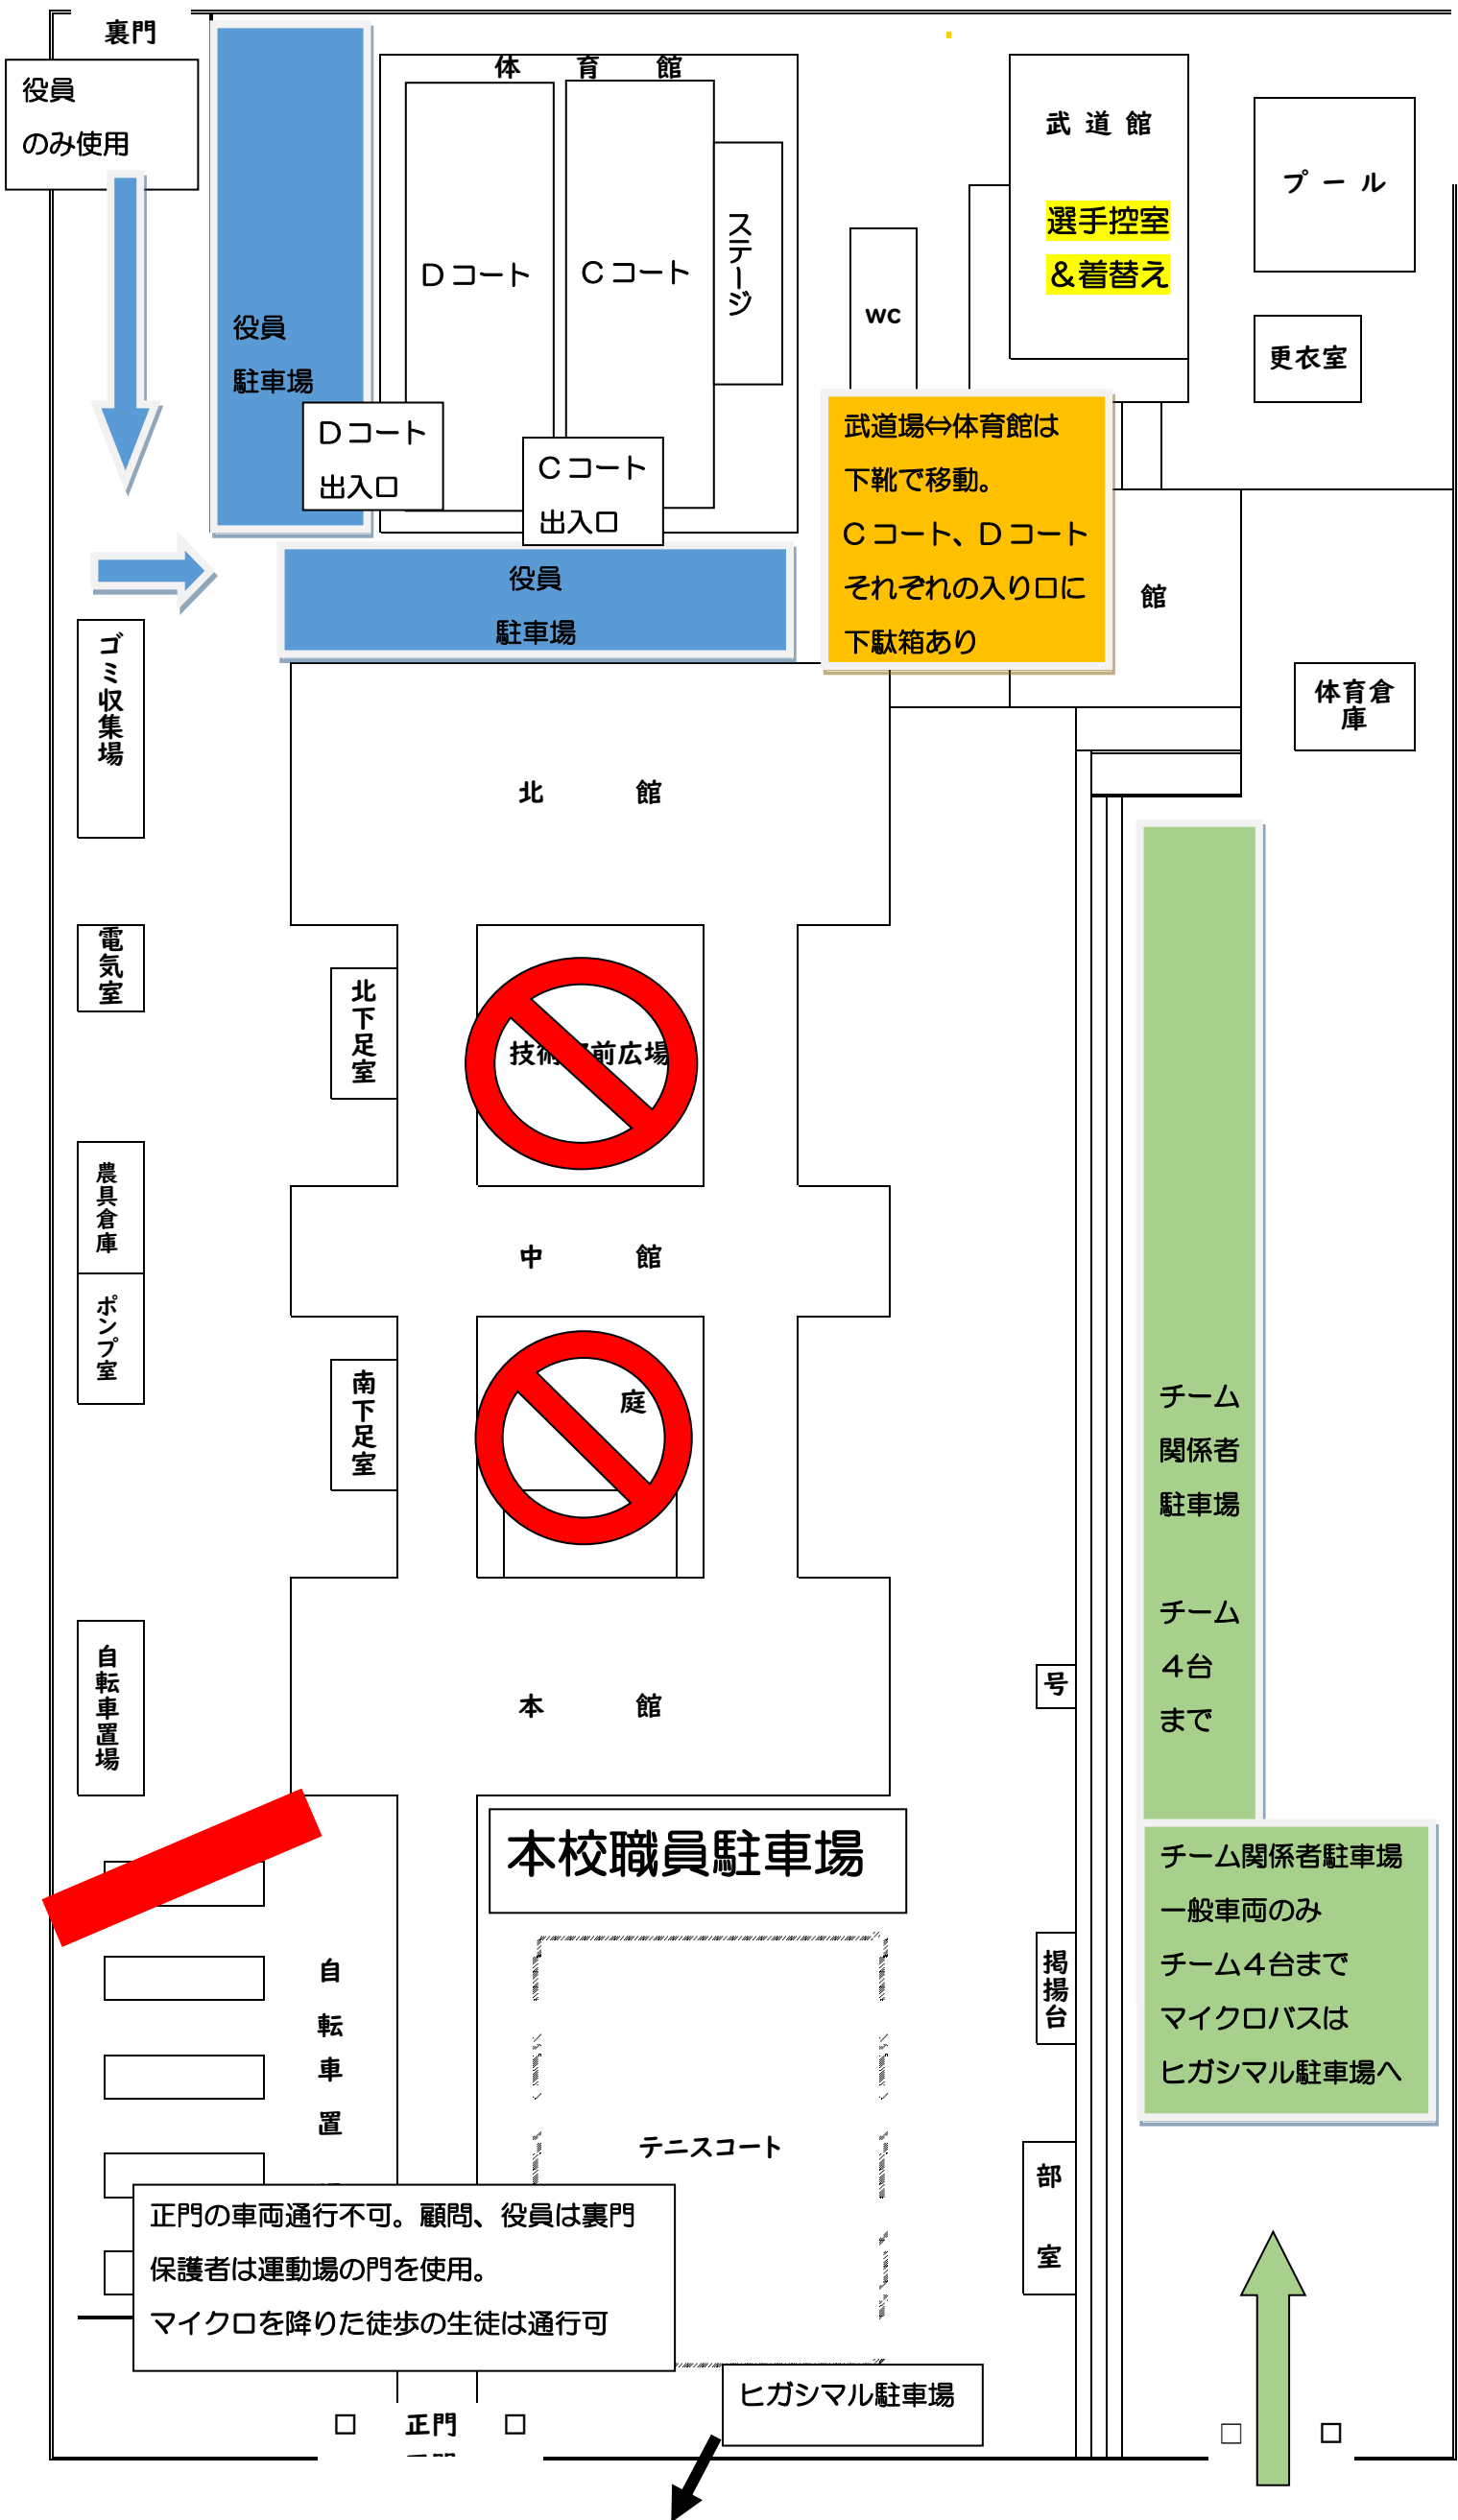 裏門
役員
のみ使用
体 育 館
Dコート
Cコート
ステージ
役員
駐車場
Dコート
出入口
Cコート
出入口
役員
駐車場
武 道 館
選手控室
＆着替え
プ ー ル
WC
更衣室
武道場⇔体育館は
下靴で移動。
Cコート、Dコート
それぞれの入り口に
下駄箱あり
館
体育倉
庫
ゴミ収集場
北 館
電気室
北下足室
技術
前広場
農具倉庫
中 館
ポンプ室
南下足室
庭
チーム
関係者
駐車場
チーム
４台
まで
自転車置場
本 館
号
本校職員駐車場
チーム関係者駐車場
一般車両のみ
チーム４台まで
マイクロバスは
ヒガシマル駐車場へ
掲揚台
自
転
車
置
テニスコート
部
室
正門の車両通行不可。顧問、役員は裏門
保護者は運動場の門を使用。
マイクロを降りた徒歩の生徒は通行可
ヒガシマル駐車場
□ 正門 □
□ □